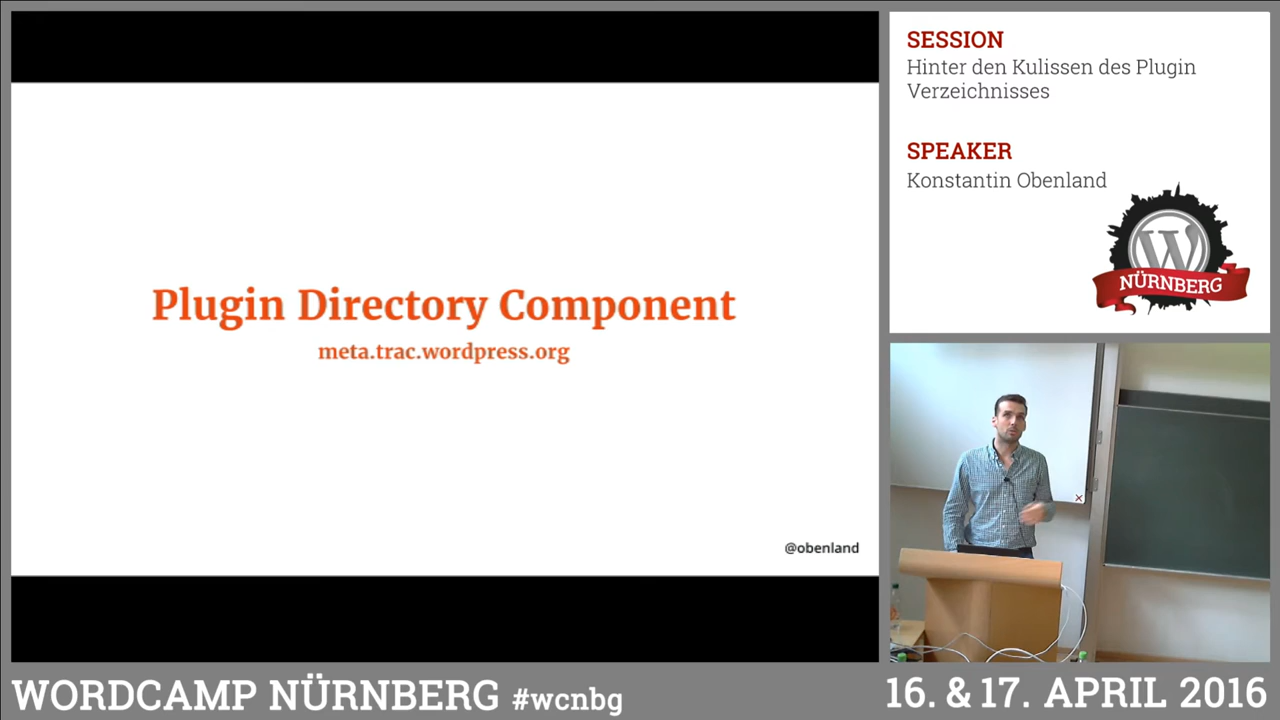 Plugin Directory Component
meta.trac.wordpress.org
@obenland
SESSION
Hinter den Kulissen des Plugin
Verzeichnisses
SPEAKER
Konstantin Obenland
W
NÜRNBERG
WORDCAMP NÜRNBERG #wcnbg
16. & 17. APRIL 2016